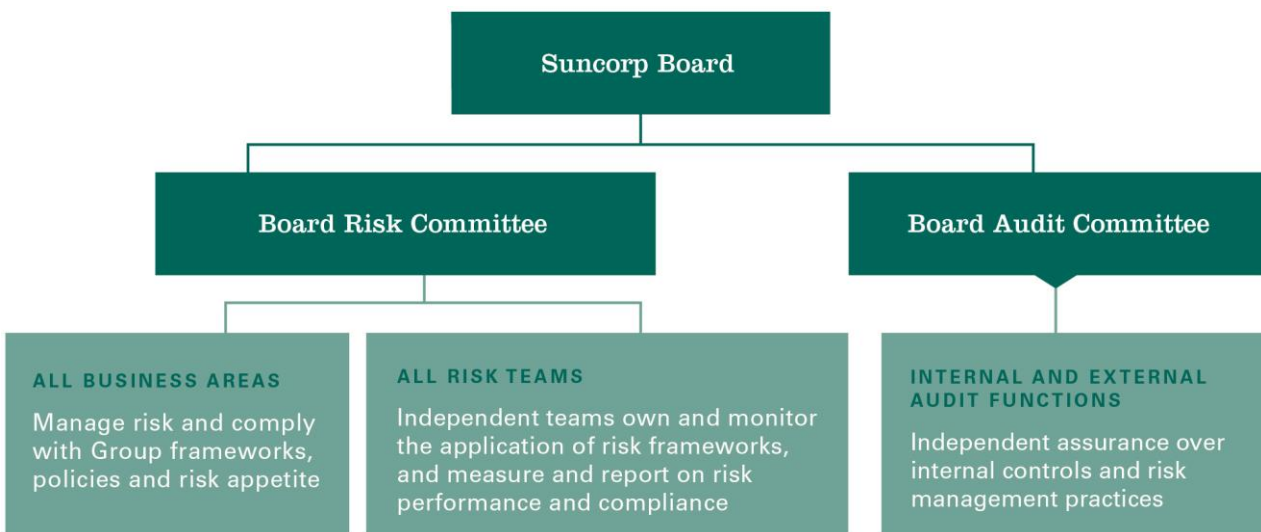 Suncorp Board
Board Risk Committee
Board Audit Committee
ALL BUSINESS AREAS
Manage risk and comply
with Group frameworks,
policies and risk appetite
ALL RISK TEAMS
Independent teams own and monitor
the application of risk frameworks,
and measure and report on risk
performance and compliance
INTERNAL AND EXTERNAL
AUDIT FUNCTIONS
Independent assurance over
internal controls and risk
management practices